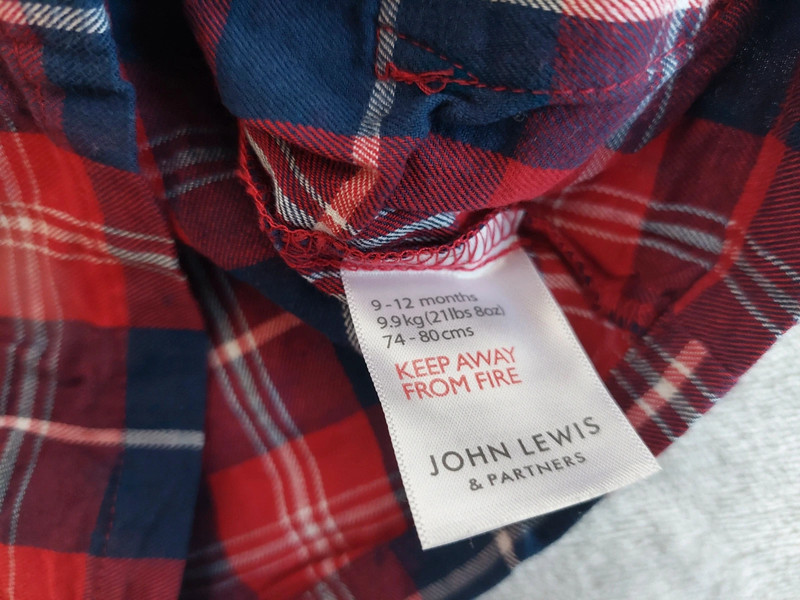 9-12 months
9.9kg (21lbs 8oz)
74-80cms
KEEP AWAY
FROM FIRE
JOHN LEWIS
& PARTNERS